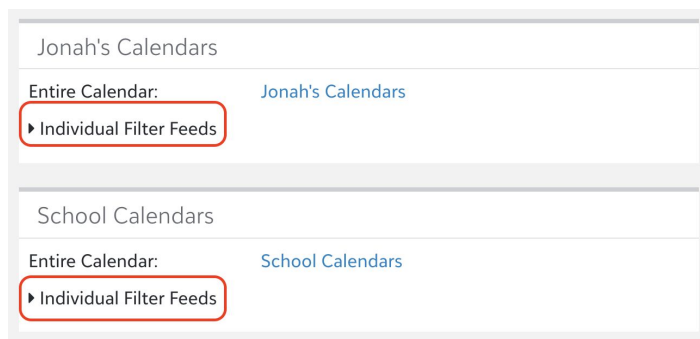 Jonah's Calendars
Entire Calendar: Jonah's Calendars
Individual Filter Feeds
School Calendars
Entire Calendar: School Calendars
Individual Filter Feeds